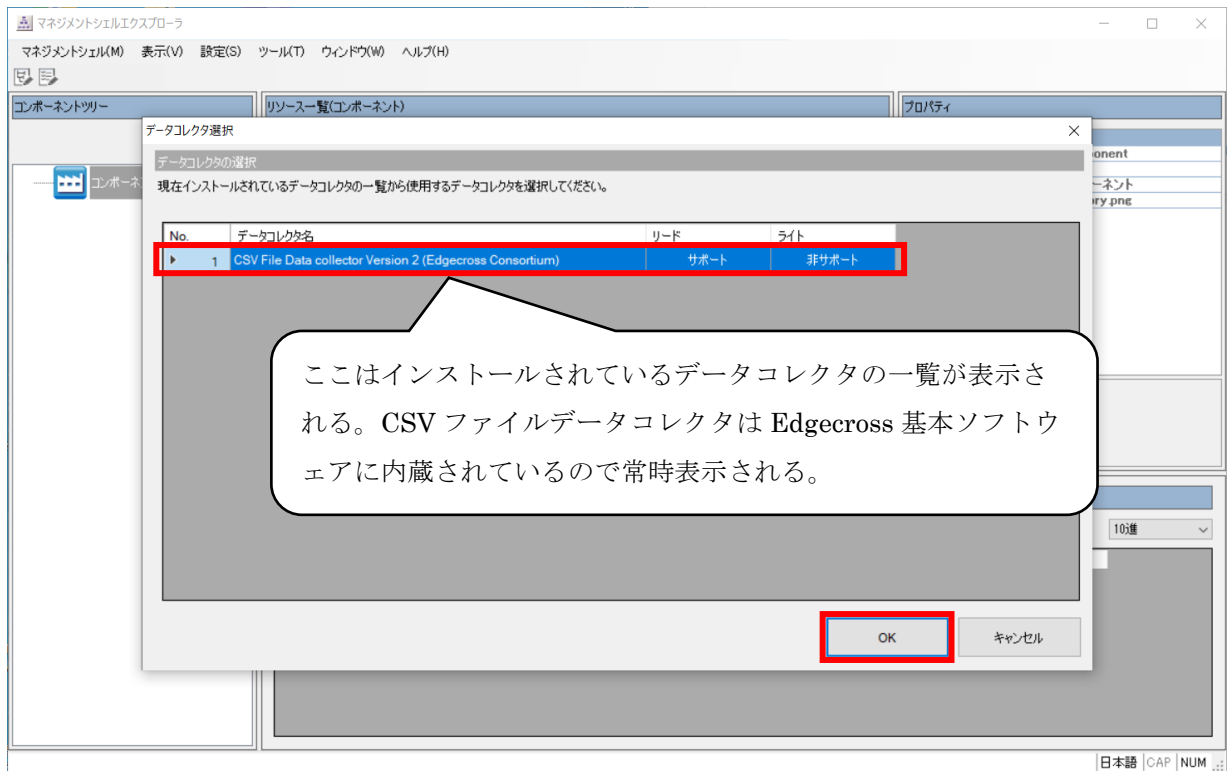 マネジメントシェルエクスプローラ
マネジメントシェル(M) 表示(V) 設定(S) ツール(T) ウィンドウ(W) ヘルプ(H)
コンポーネントツリー
リソース一覧(コンポーネント)
プロパティ
データコレクタ選択
データコレクタの選択
現在インストールされているデータコレクタの一覧から使用するデータコレクタを選択してください。
コンポーネ
onent
ーネント
ory.png
No. データコレクタ名 リード ライト
1 CSV File Data collector Version 2 (Edgecross Consortium) サポート 非サポート
ここはインストールされているデータコレクタの一覧が表示さ
れる。CSV ファイルデータコレクタは Edgecross 基本ソフトウ
ェアに内蔵されているので常時表示される。
10進
OK
キャンセル
日本語 CAP NUM